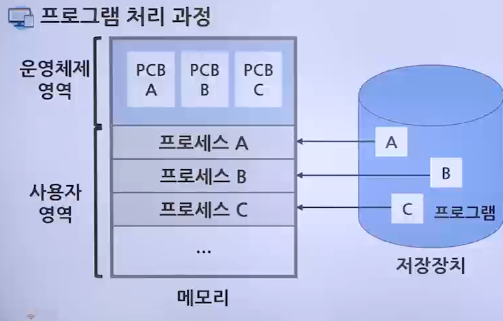 프로그램 처리 과정
운영체제
영역
PCB
A
PCB
B
PCB
C
사용자
영역
프로세스 A
프로세스 B
프로세스 C
...
메모리
A
B
C
프로그램
저장장치